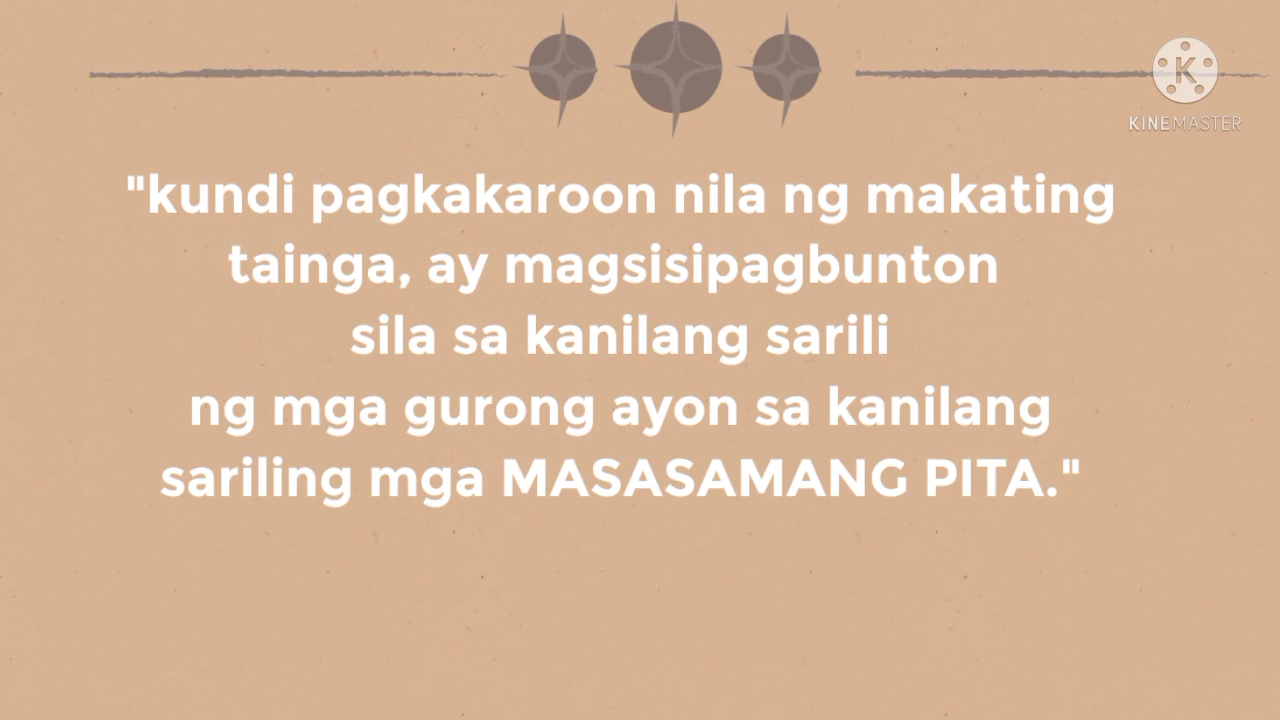 KINEMASTER
"kundi pagkakaroon nila ng makating
tainga, ay magsisipagbunton
sila sa kanilang sarili
ng mga gurong ayon sa kanilang
sariling mga MASASAMANG PITA."